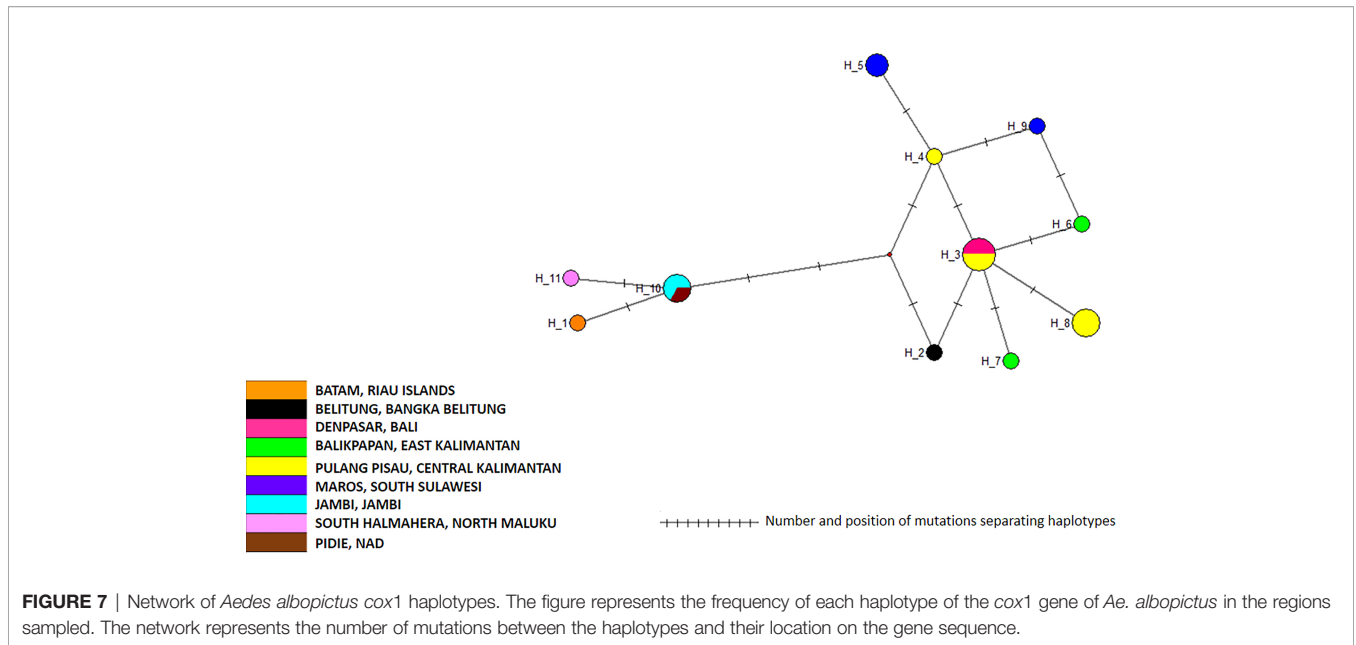 H_5
H_9
H_4
H_6
H_3
H_11
H_10
H_1
H_8
H_2
H_7
BATAM, RIAU ISLANDS
BELITUNG, BANGKA BELITUNG
DENPASAR, BALI
BALIKPAPAN, EAST KALIMANTAN
PULANG PISAU, CENTRAL KALIMANTAN
MAROS, SOUTH SULAWESI
JAMBI, JAMBI
SOUTH HALMAHERA, NORTH MALUKU
PIDIE, NAD
Number and position of mutations separating haplotypes
FIGURE 7 | Network of Aedes albopictus cox1 haplotypes. The figure represents the frequency of each haplotype of the cox1 gene of Ae. albopictus in the regions
sampled. The network represents the number of mutations between the haplotypes and their location on the gene sequence.